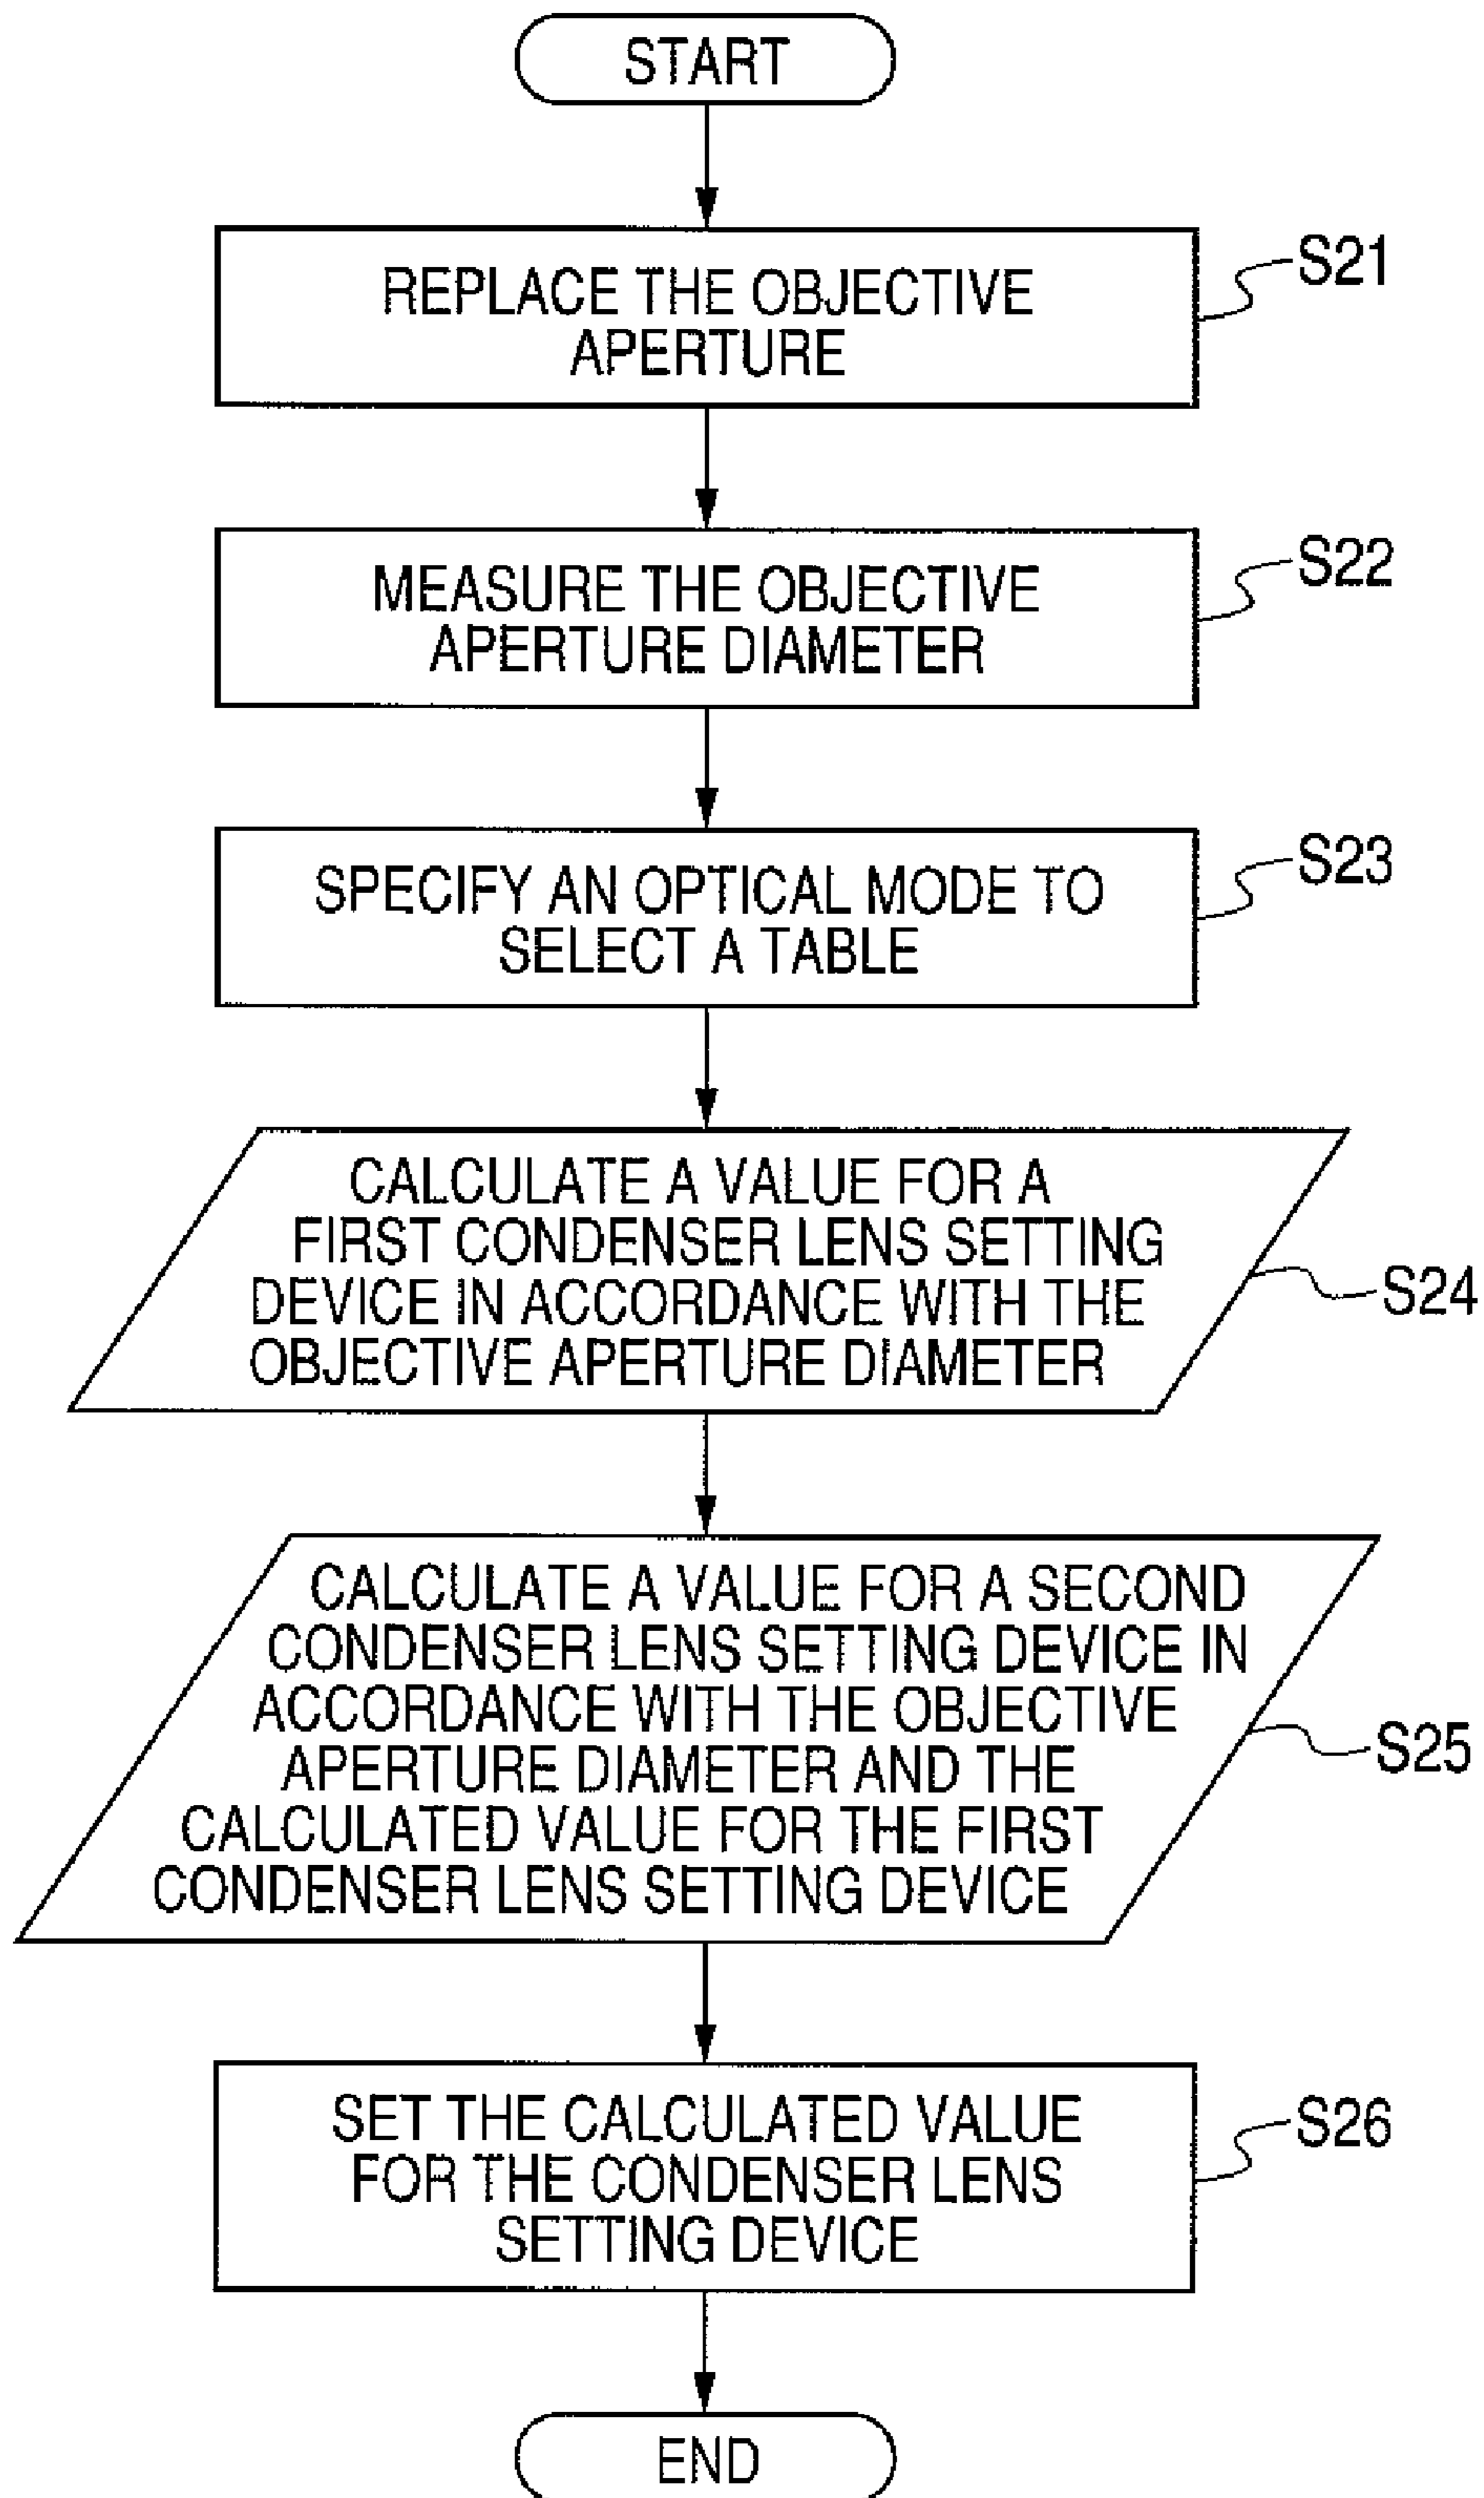 START
REPLACE THE OBJECTIVE
APERTURE
S21
MEASURE THE OBJECTIVE
APERTURE DIAMETER
S22
SPECIFY AN OPTICAL MODE TO
SELECT A TABLE
S23
CALCULATE A VALUE FOR A
FIRST CONDENSER LENS SETTING
DEVICE IN ACCORDANCE WITH THE
OBJECTIVE APERTURE DIAMETER
S24
CALCULATE A VALUE FOR A SECOND
CONDENSER LENS SETTING DEVICE IN
ACCORDANCE WITH THE OBJECTIVE
APERTURE DIAMETER AND THE
CALCULATED VALUE FOR THE FIRST
CONDENSER LENS SETTING DEVICE
S25
SET THE CALCULATED VALUE
FOR THE CONDENSER LENS
SETTING DEVICE
S26
END